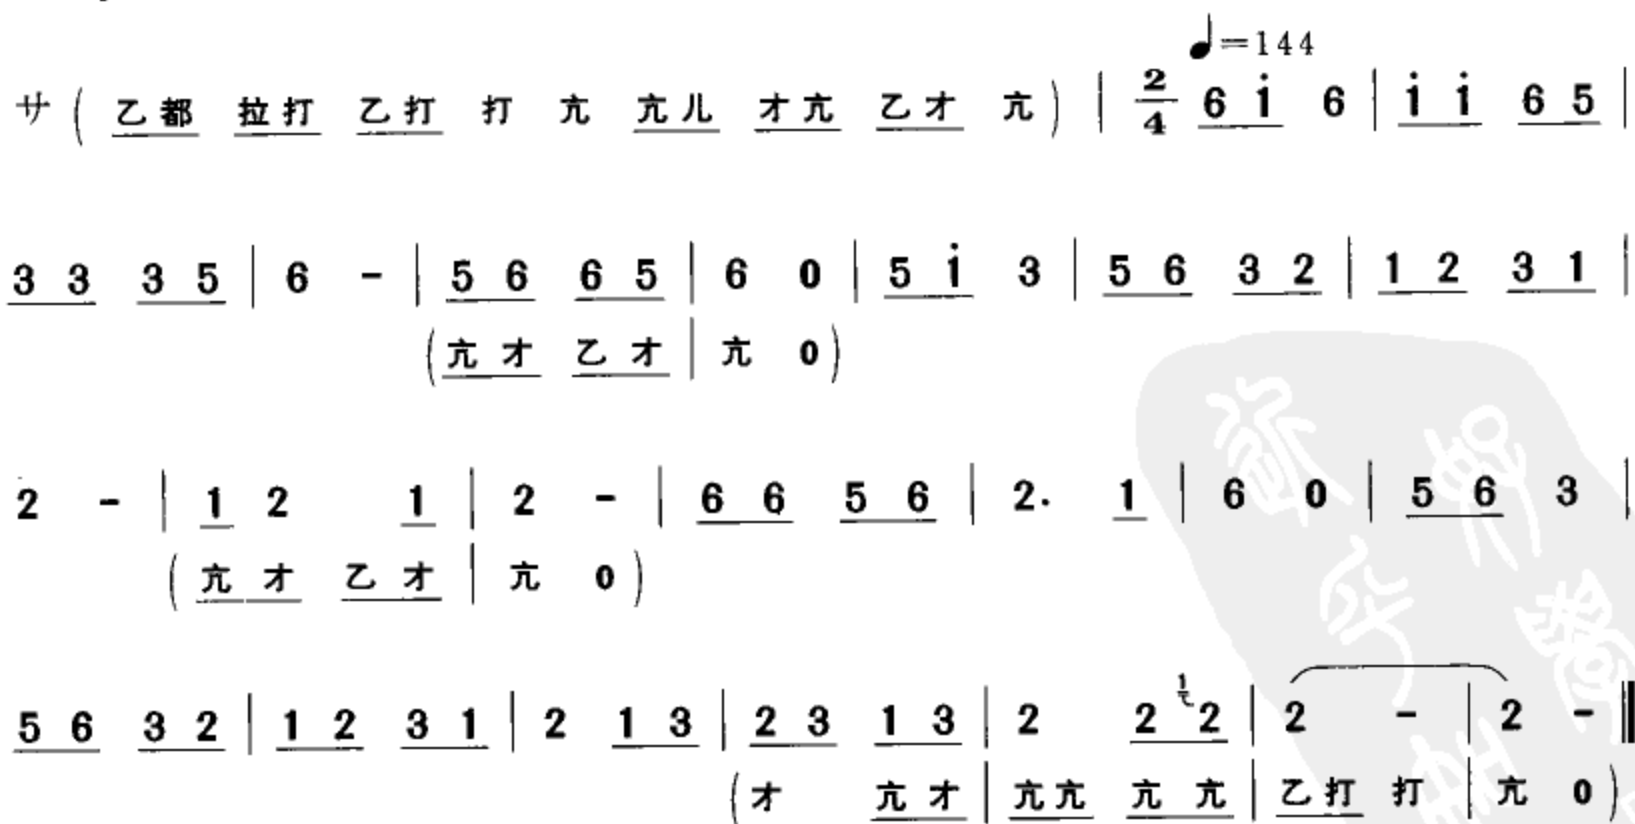 ♩=144
サ ( 乙都 拉打 乙打 打 亢 亢儿 才亢 乙才 亢 ) | 2/4 6 i̇ 6 | i̇ i̇ 6 5 |
3 3 3 5 | 6 - | 5 6 6 5 | 6 0 | 5 i̇ 3 | 5 6 3 2 | 1 2 3 1 |
( 亢 才 乙 才 | 亢 0 )
2 - | 1 2 1 | 2 - | 6 6 5 6 | 2. 1 | 6 0 | 5 6 3 |
( 亢 才 乙 才 | 亢 0 )
5 6 3 2 | 1 2 3 1 | 2 1 3 | 2 3 1 3 | 2 2 1 2 | 2 - | 2 - ‖
( 才 亢 才 | 亢亢 亢 亢 | 乙打 打 | 亢 0 )